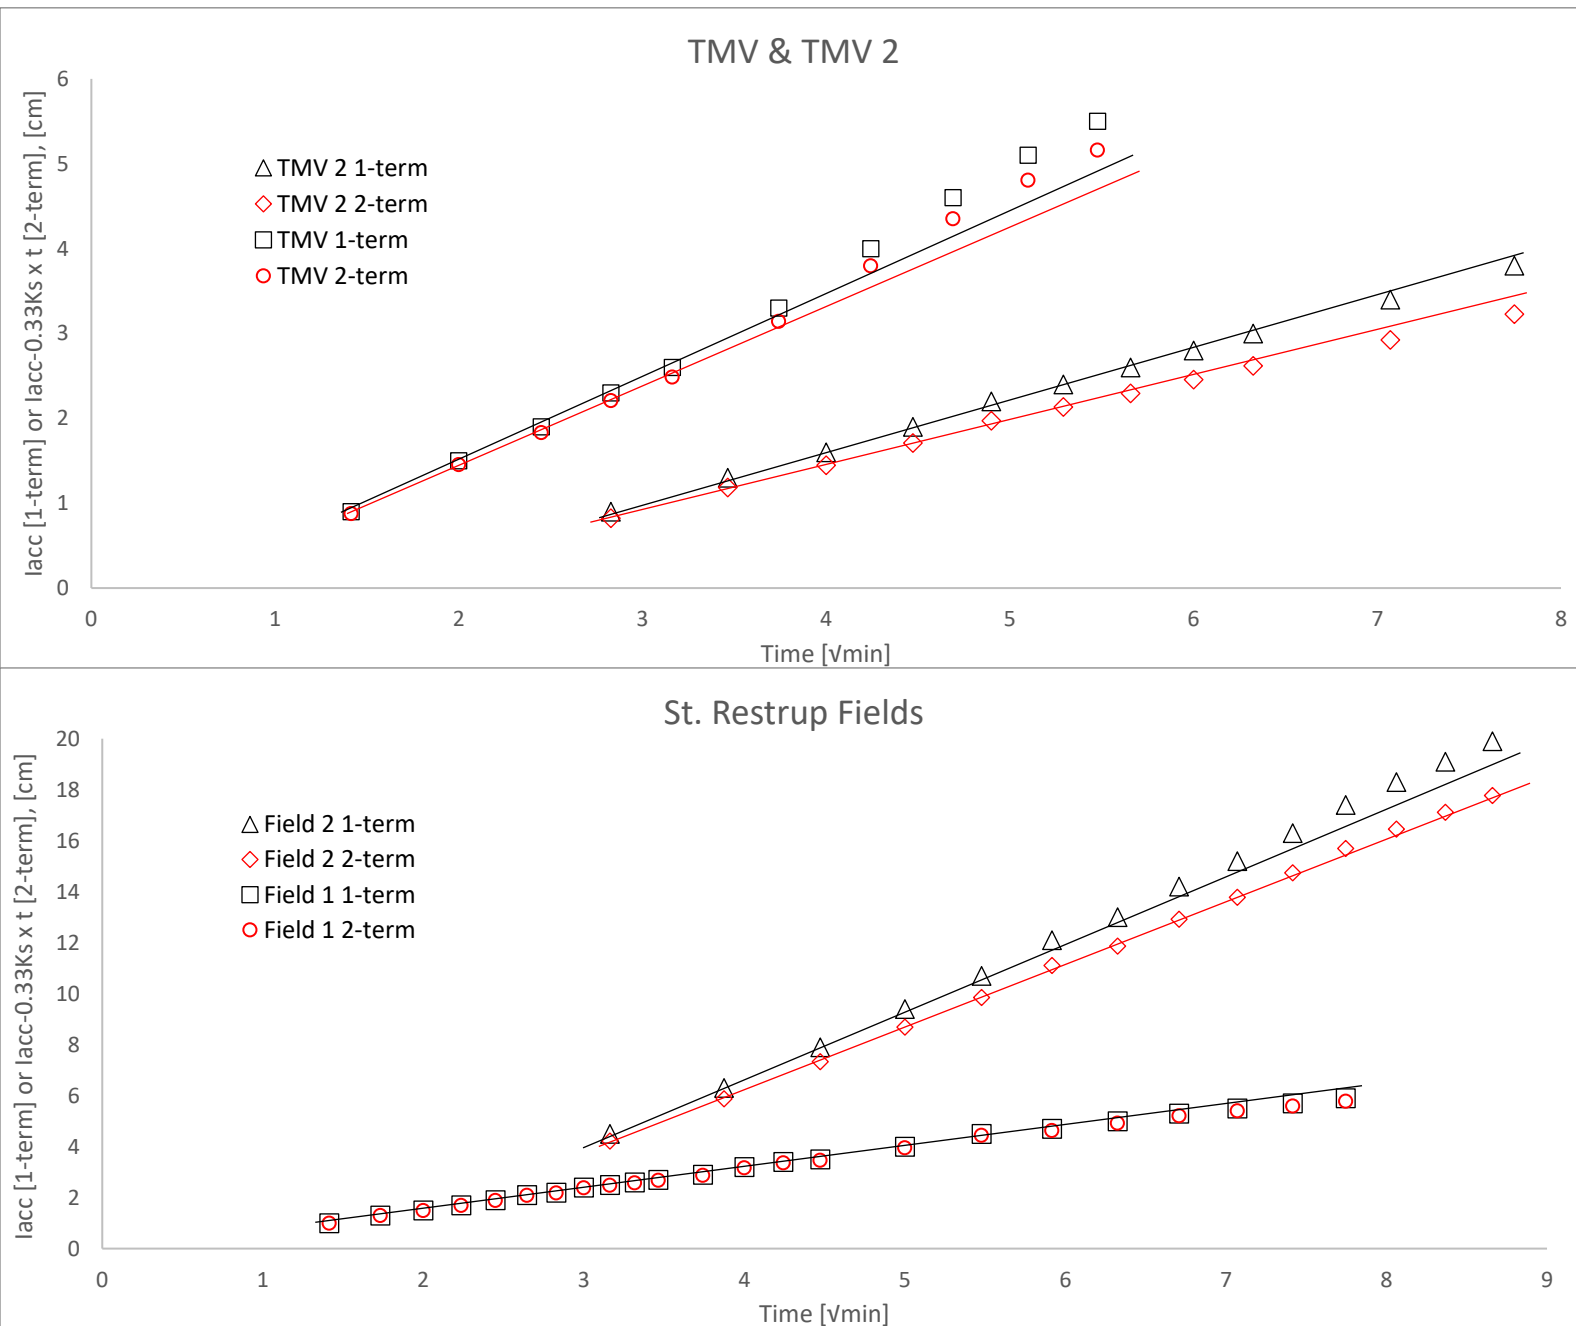 TMV & TMV 2
Iacc [1-term] or Iacc-0.33Ks x t [2-term], [cm]
6
5
4
3
2
1
0
TMV 2 1-term
TMV 2 2-term
TMV 1-term
TMV 2-term
0 1 2 3 4 5 6 7 8
Time [√min]
St. Restrup Fields
Iacc [1-term] or Iacc-0.33Ks x t [2-term], [cm]
20
18
16
14
12
10
8
6
4
2
0
Field 2 1-term
Field 2 2-term
Field 1 1-term
Field 1 2-term
0 1 2 3 4 5 6 7 8 9
Time [√min]